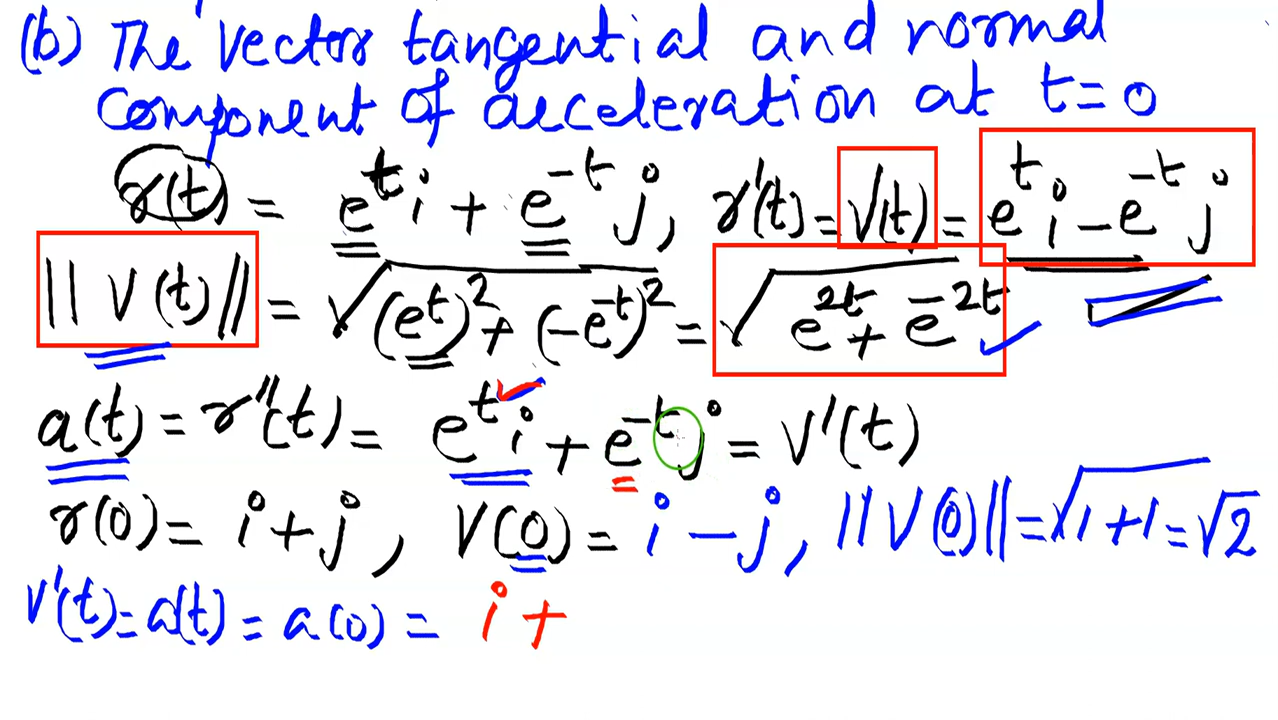 (b) The vector tangential and normal
component of acceleration at t=0
r(t) = e^t i + e^-t j, r'(t) = V(t) = e^t i - e^-t j
|| V(t) || = √(e^t)² + (-e^-t)² = √e^2t + e^-2t
a(t) = r''(t) = e^t i + e^-t j = V'(t)
r(0) = i + j, V(0) = i - j, || V(0) || = √1+1 = √2
V'(t) = a(t) = a(0) = i +